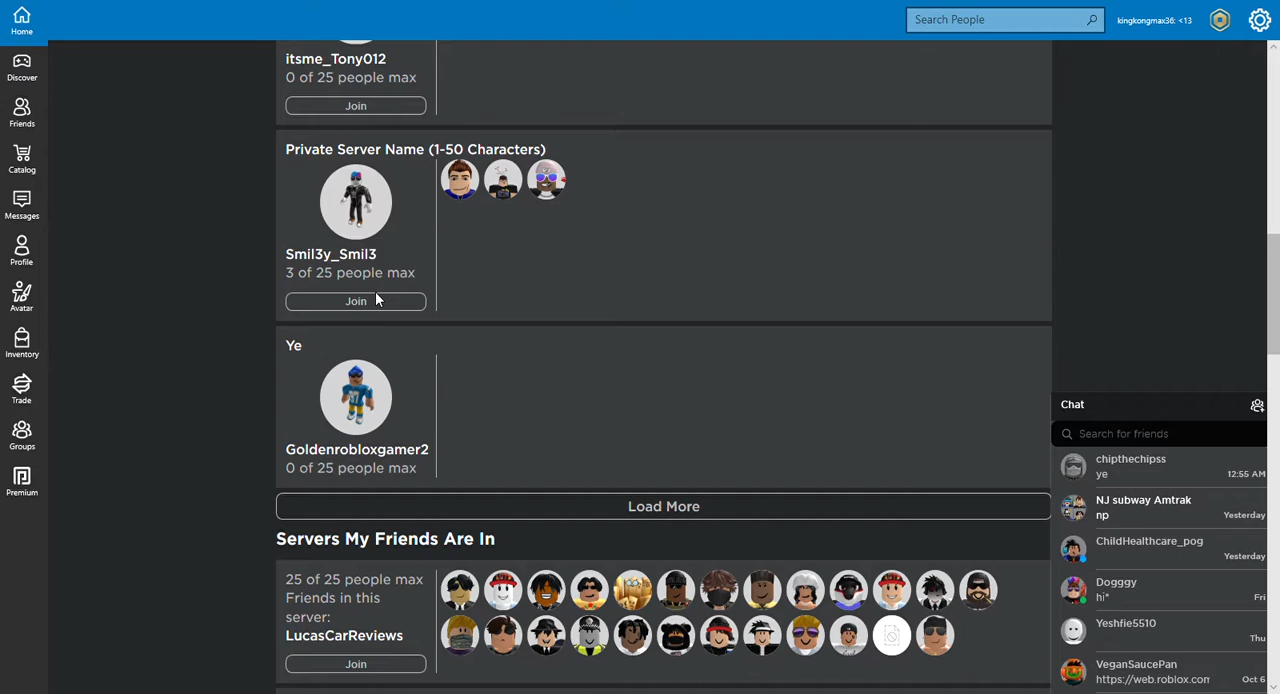 Home
Search People
kingkongmax36: <13
Discover
Friends
Catalog
Messages
Profile
Avatar
Inventory
Trade
Groups
Premium
itsme_Tony012
0 of 25 people max
Join
Private Server Name (1-50 Characters)
Smil3y_Smil3
3 of 25 people max
Join
Ye
Goldenrobloxgamer2
0 of 25 people max
Load More
Servers My Friends Are In
25 of 25 people max
Friends in this
server:
LucasCarReviews
Join
Chat
Search for friends
chipthechipss
ye
12:55 AM
NJ subway Amtrak
np
Yesterday
ChildHealthcare_pog
Yesterday
Dogggy
hi*
Fri
Yeshfie5510
Thu
VeganSaucePan
https://web.roblox.com
Oct 6